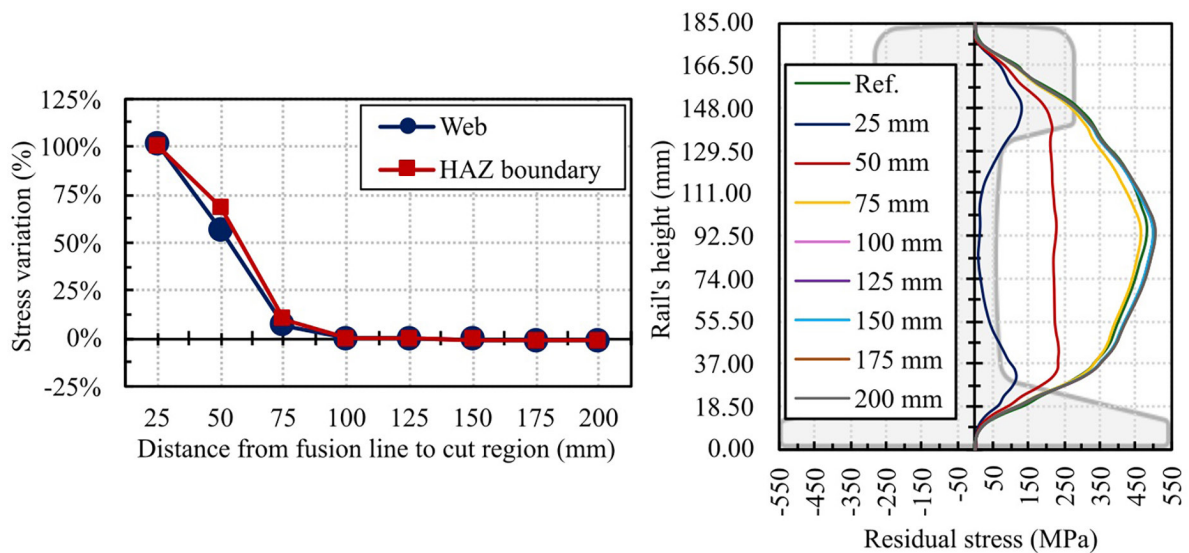 125%
100%
75%
50%
25%
0%
-25%
Stress variation (%)
Web
HAZ boundary
25 50 75 100 125 150 175 200
Distance from fusion line to cut region (mm)
185.00
166.50
148.00
129.50
111.00
92.50
74.00
55.50
37.00
18.50
0.00
Rail's height (mm)
Ref.
25 mm
50 mm
75 mm
100 mm
125 mm
150 mm
175 mm
200 mm
-550 -450 -350 -250 -150 -50 50 150 250 350 450 550
Residual stress (MPa)